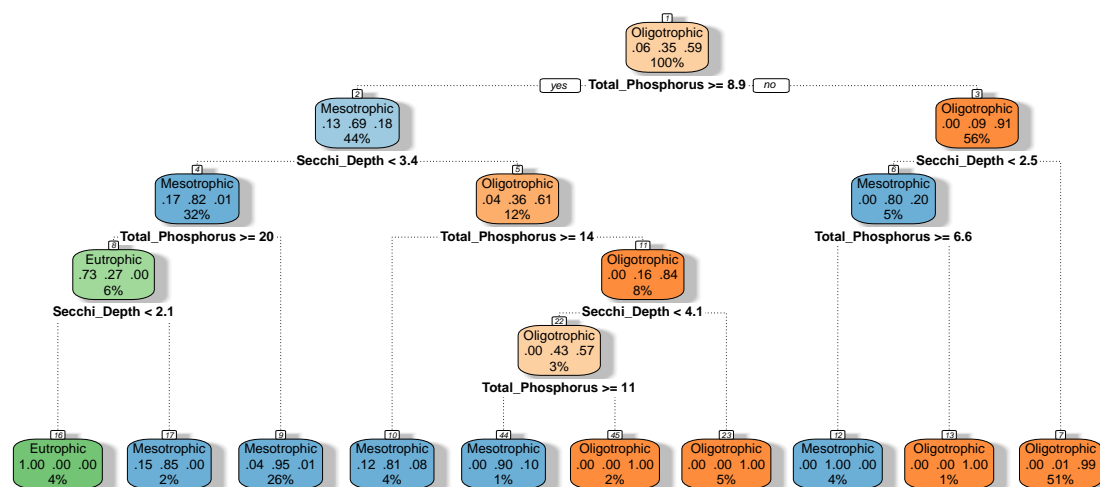 1
Oligotrophic
.06 .35 .59
100%
yes Total_Phosphorus >= 8.9 no
2
Mesotrophic
.13 .69 .18
44%
Secchi_Depth < 3.4
3
Oligotrophic
.00 .09 .91
56%
Secchi_Depth < 2.5
4
Mesotrophic
.17 .82 .01
32%
Total_Phosphorus >= 20
5
Oligotrophic
.04 .36 .61
12%
Total_Phosphorus >= 14
6
Mesotrophic
.00 .80 .20
5%
Total_Phosphorus >= 6.6
8
Eutrophic
.73 .27 .00
6%
Secchi_Depth < 2.1
11
Oligotrophic
.00 .16 .84
8%
Secchi_Depth < 4.1
22
Oligotrophic
.00 .43 .57
3%
Total_Phosphorus >= 11
16
Eutrophic
1.00 .00 .00
4%
17
Mesotrophic
.15 .85 .00
2%
9
Mesotrophic
.04 .95 .01
26%
10
Mesotrophic
.12 .81 .08
4%
44
Mesotrophic
.00 .90 .10
1%
45
Oligotrophic
.00 .00 1.00
2%
23
Oligotrophic
.00 .00 1.00
5%
12
Mesotrophic
.00 1.00 .00
4%
13
Oligotrophic
.00 .00 1.00
1%
7
Oligotrophic
.00 .01 .99
51%